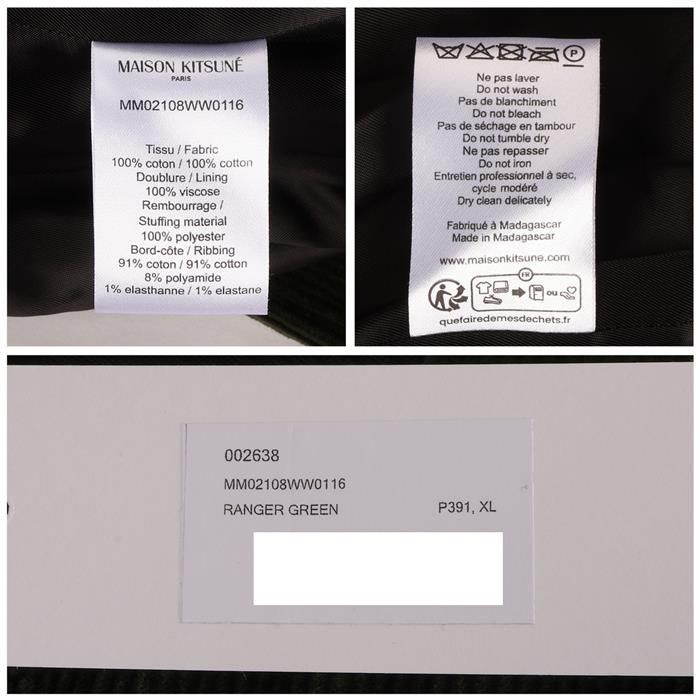 MAISON KITSUNÉ
PARIS
MM02108WW0116
Tissu / Fabric
100% coton / 100% cotton
Doublure / Lining
100% viscose
Rembourrage /
Stuffing material
100% polyester
Bord-côte / Ribbing
91% coton / 91% cotton
8% polyamide
1% elasthanne / 1% elastane
P
Ne pas laver
Do not wash
Pas de blanchiment
Do not bleach
Pas de séchage en tambour
Do not tumble dry
Ne pas repasser
Do not iron
Entretien professionnel à sec,
cycle modéré
Dry clean delicately
Fabriqué à Madagascar
Made in Madagascar
www.maisonkitsune.com
FR
ou
quefairedemesdechets.fr
002638
MM02108WW0116
RANGER GREEN P391, XL